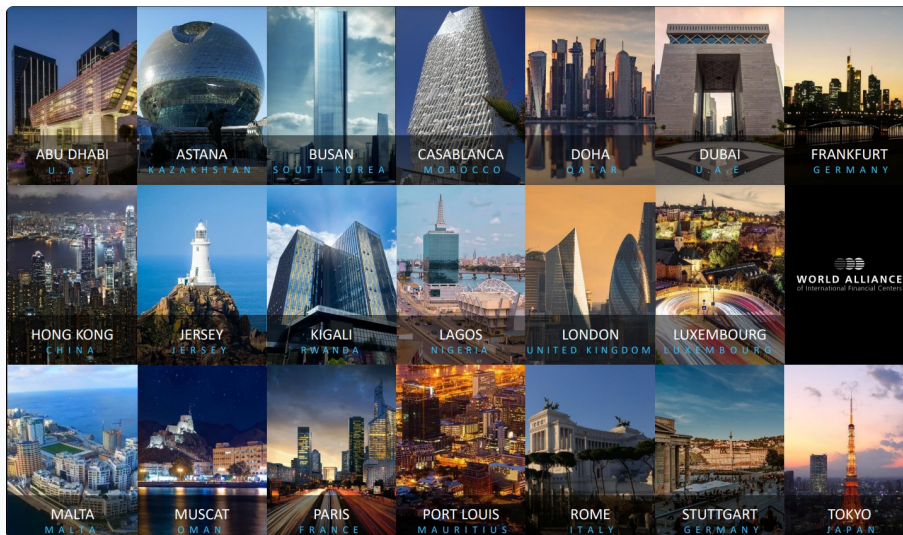 ABU DHABI
U.A.E.
ASTANA
KAZAKHSTAN
BUSAN
SOUTH KOREA
CASABLANCA
MOROCCO
DOHA
QATAR
DUBAI
U.A.E.
FRANKFURT
GERMANY
HONG KONG
CHINA
JERSEY
JERSEY
KIGALI
RWANDA
LAGOS
NIGERIA
LONDON
UNITED KINGDOM
LUXEMBOURG
LUXEMBOURG
WORLD ALLIANCE
of International Financial Centers
MALTA
MALTA
MUSCAT
OMAN
PARIS
FRANCE
PORT LOUIS
MAURITIUS
ROME
ITALY
STUTTGART
GERMANY
TOKYO
JAPAN